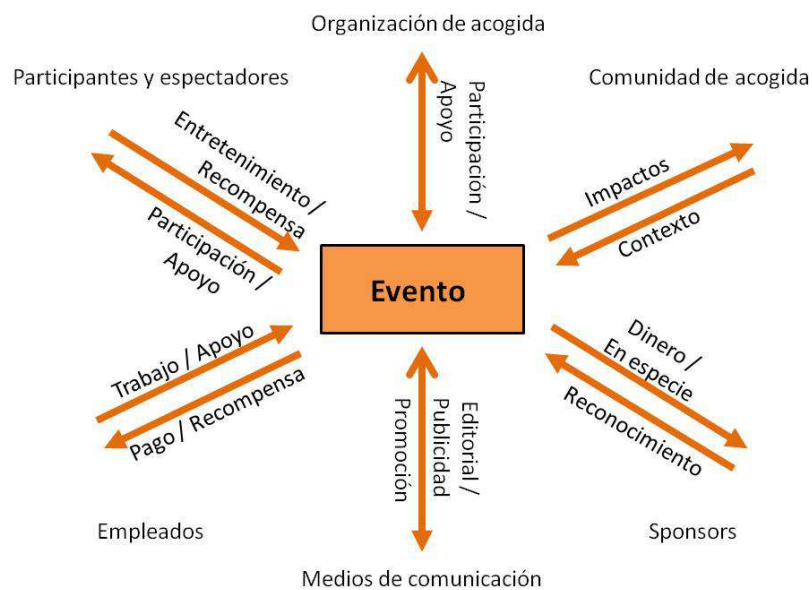 Organización de acogida
Participantes y espectadores
Comunidad de acogida
Entretenimiento /
Recompensa
Participación /
Apoyo
Participación /
Apoyo
Impactos
Contexto
Evento
Trabajo / Apoyo
Pago / Recompensa
Editorial /
Publicidad
Promoción
Dinero /
En especie
Reconocimiento
Empleados
Sponsors
Medios de comunicación